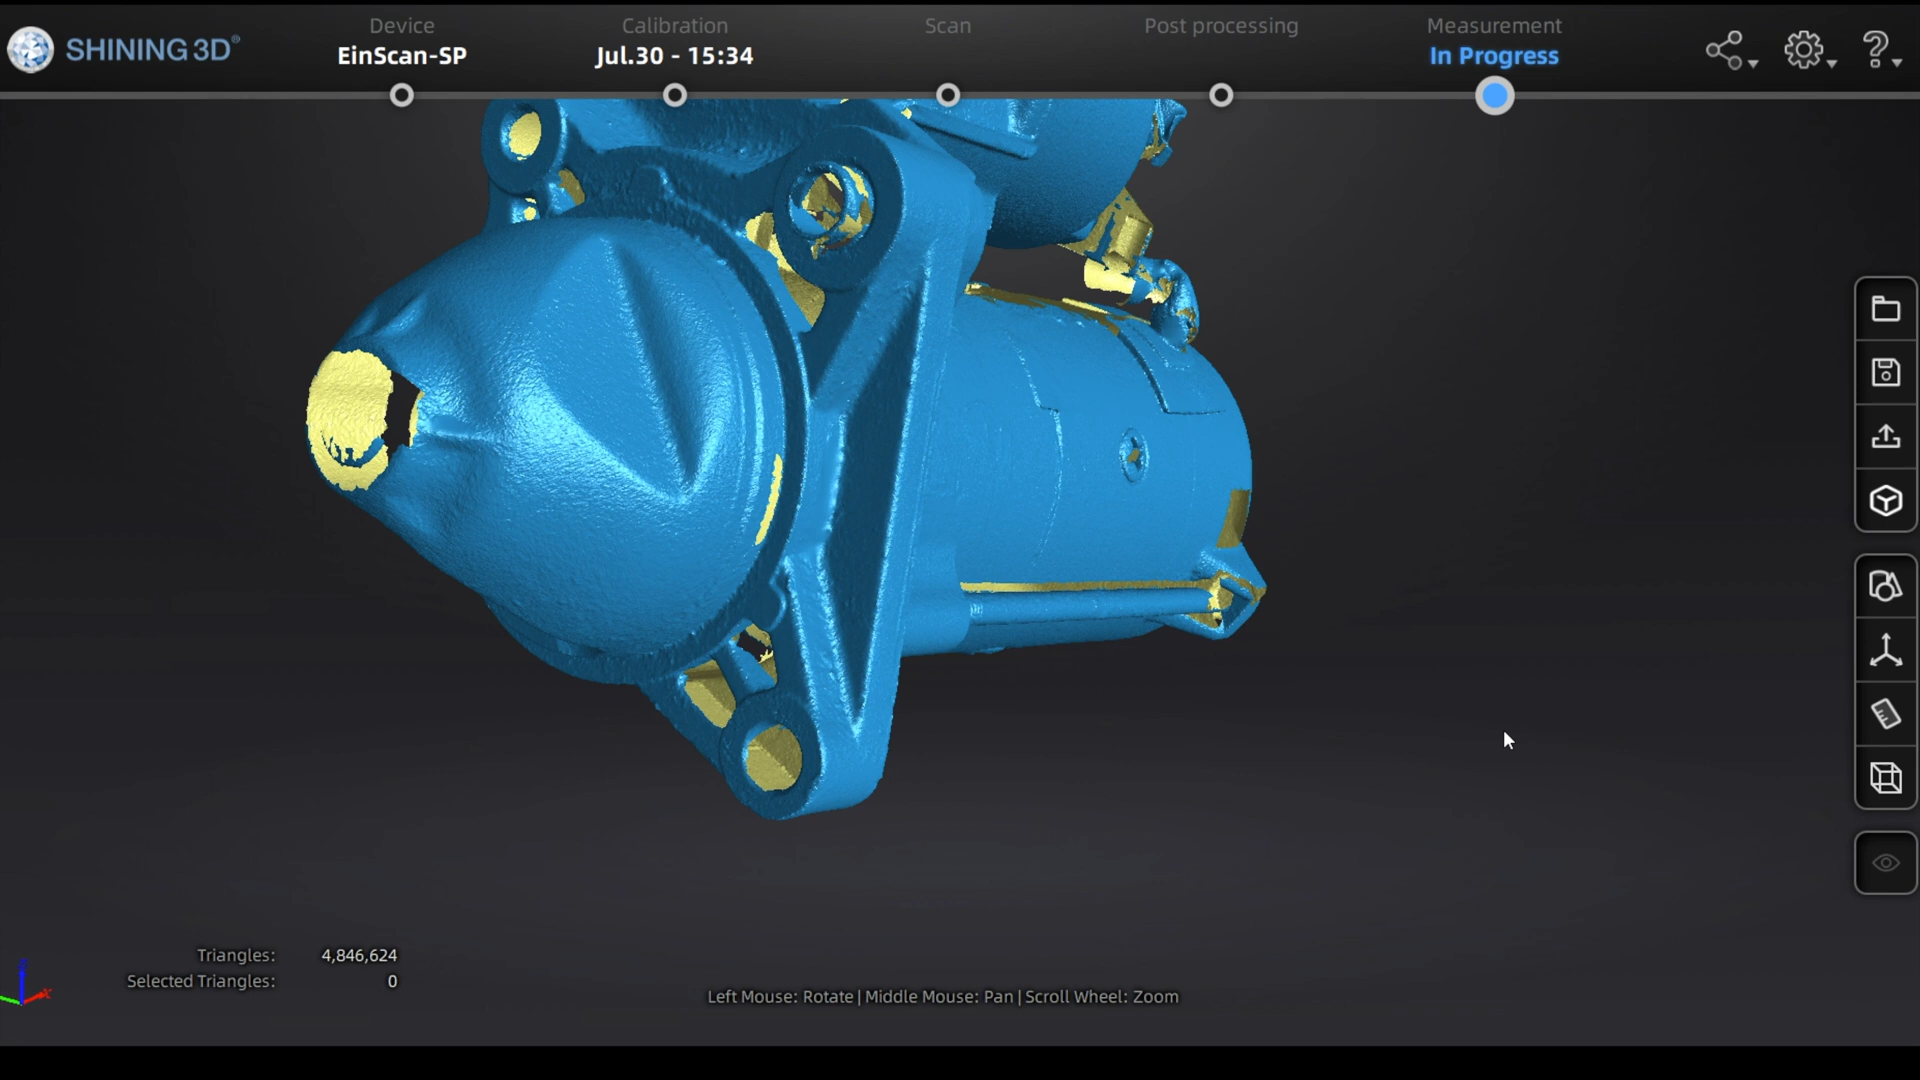 SHINING 3D®
Device
EinScan-SP
Calibration
Jul.30 - 15:34
Scan
Post processing
Measurement
In Progress
Triangles: 4,846,624
Selected Triangles: 0
Left Mouse: Rotate | Middle Mouse: Pan | Scroll Wheel: Zoom